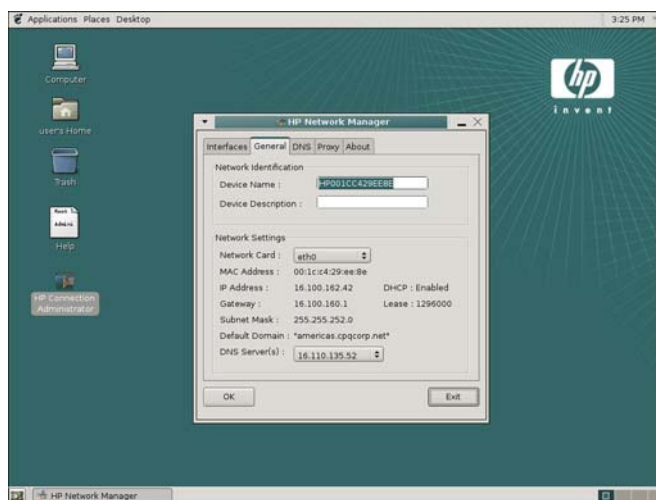 Applications Places Desktop
3:25 PM
Computer
user's Home
Trash
Help
HP Connection
Administrator
hp
invent
HP Network Manager
Interfaces General DNS Proxy About
Network Identification
Device Name : HP001CC429EE8E
Device Description :
Network Settings
Network Card : eth0
MAC Address : 00:1c:c4:29:ee:8e
IP Address : 16.100.162.42 DHCP : Enabled
Gateway : 16.100.160.1 Lease : 1296000
Subnet Mask : 255.255.252.0
Default Domain : "americas.cpqcorp.net"
DNS Server(s) : 16.110.135.52
OK Exit
HP Network Manager